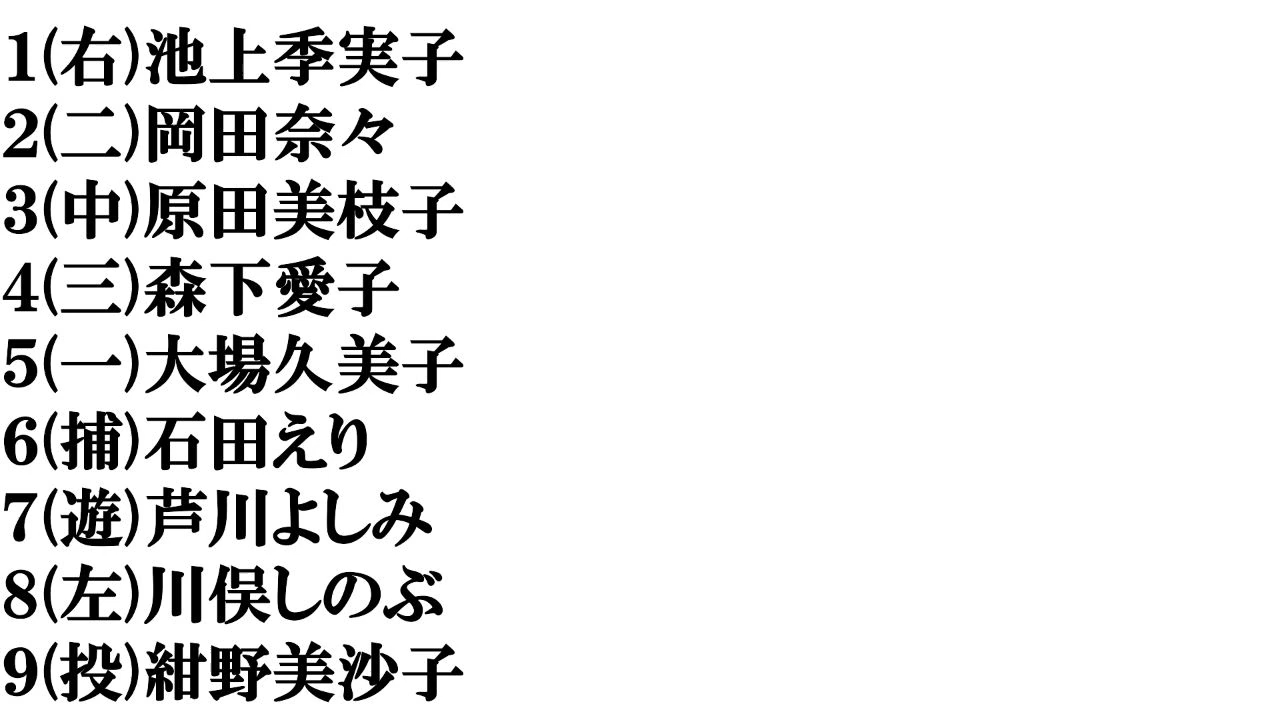 1(右)池上季実子
2(二)岡田奈々
3(中)原田美枝子
4(三)森下愛子
5(一)大場久美子
6(捕)石田えり
7(遊)芦川よしみ
8(左)川俣しのぶ
9(投)紺野美沙子